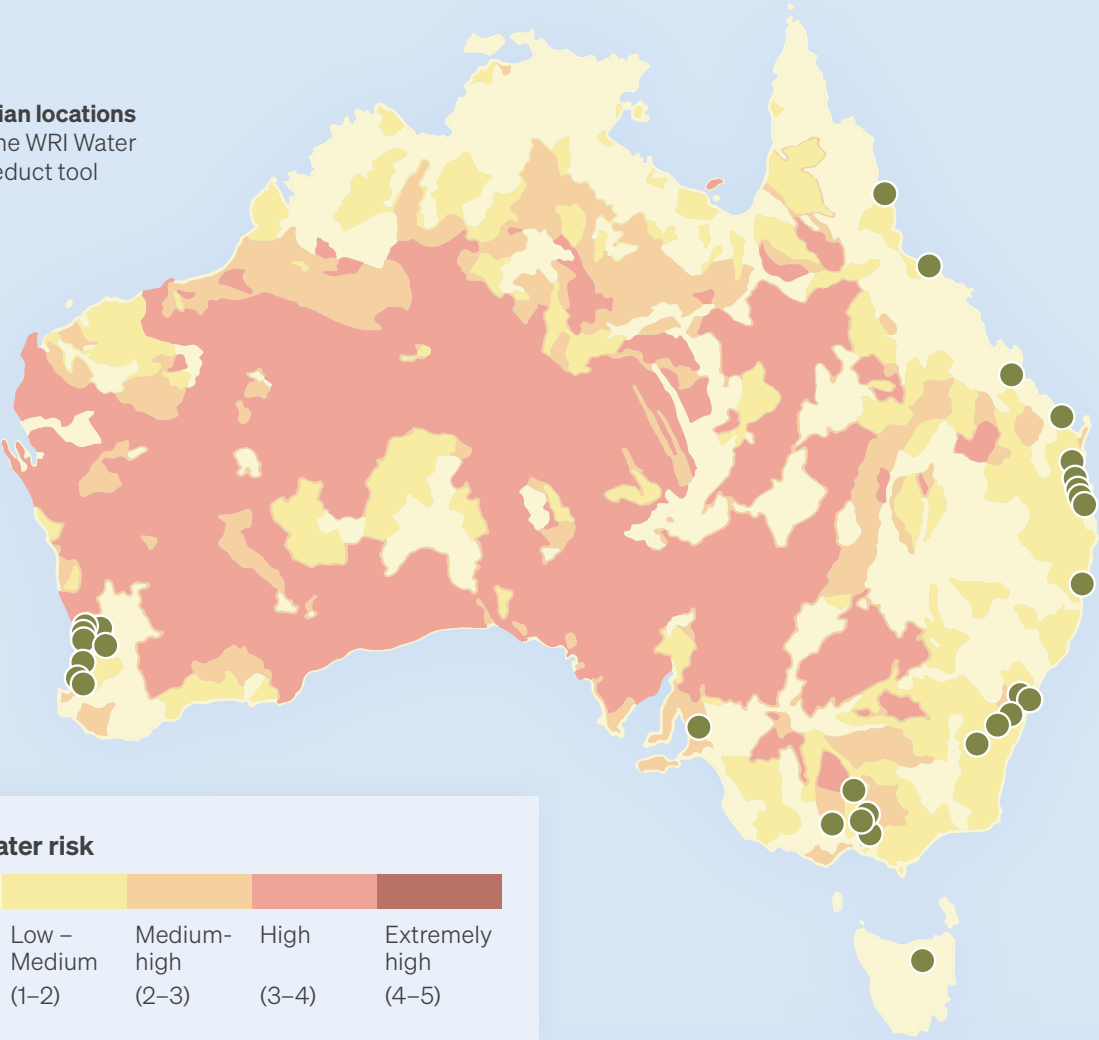 ian locations
ne WRI Water
educt tool
ater risk
Low –
Medium
(1–2)
Medium-
high
(2–3)
High
(3–4)
Extremely
high
(4–5)